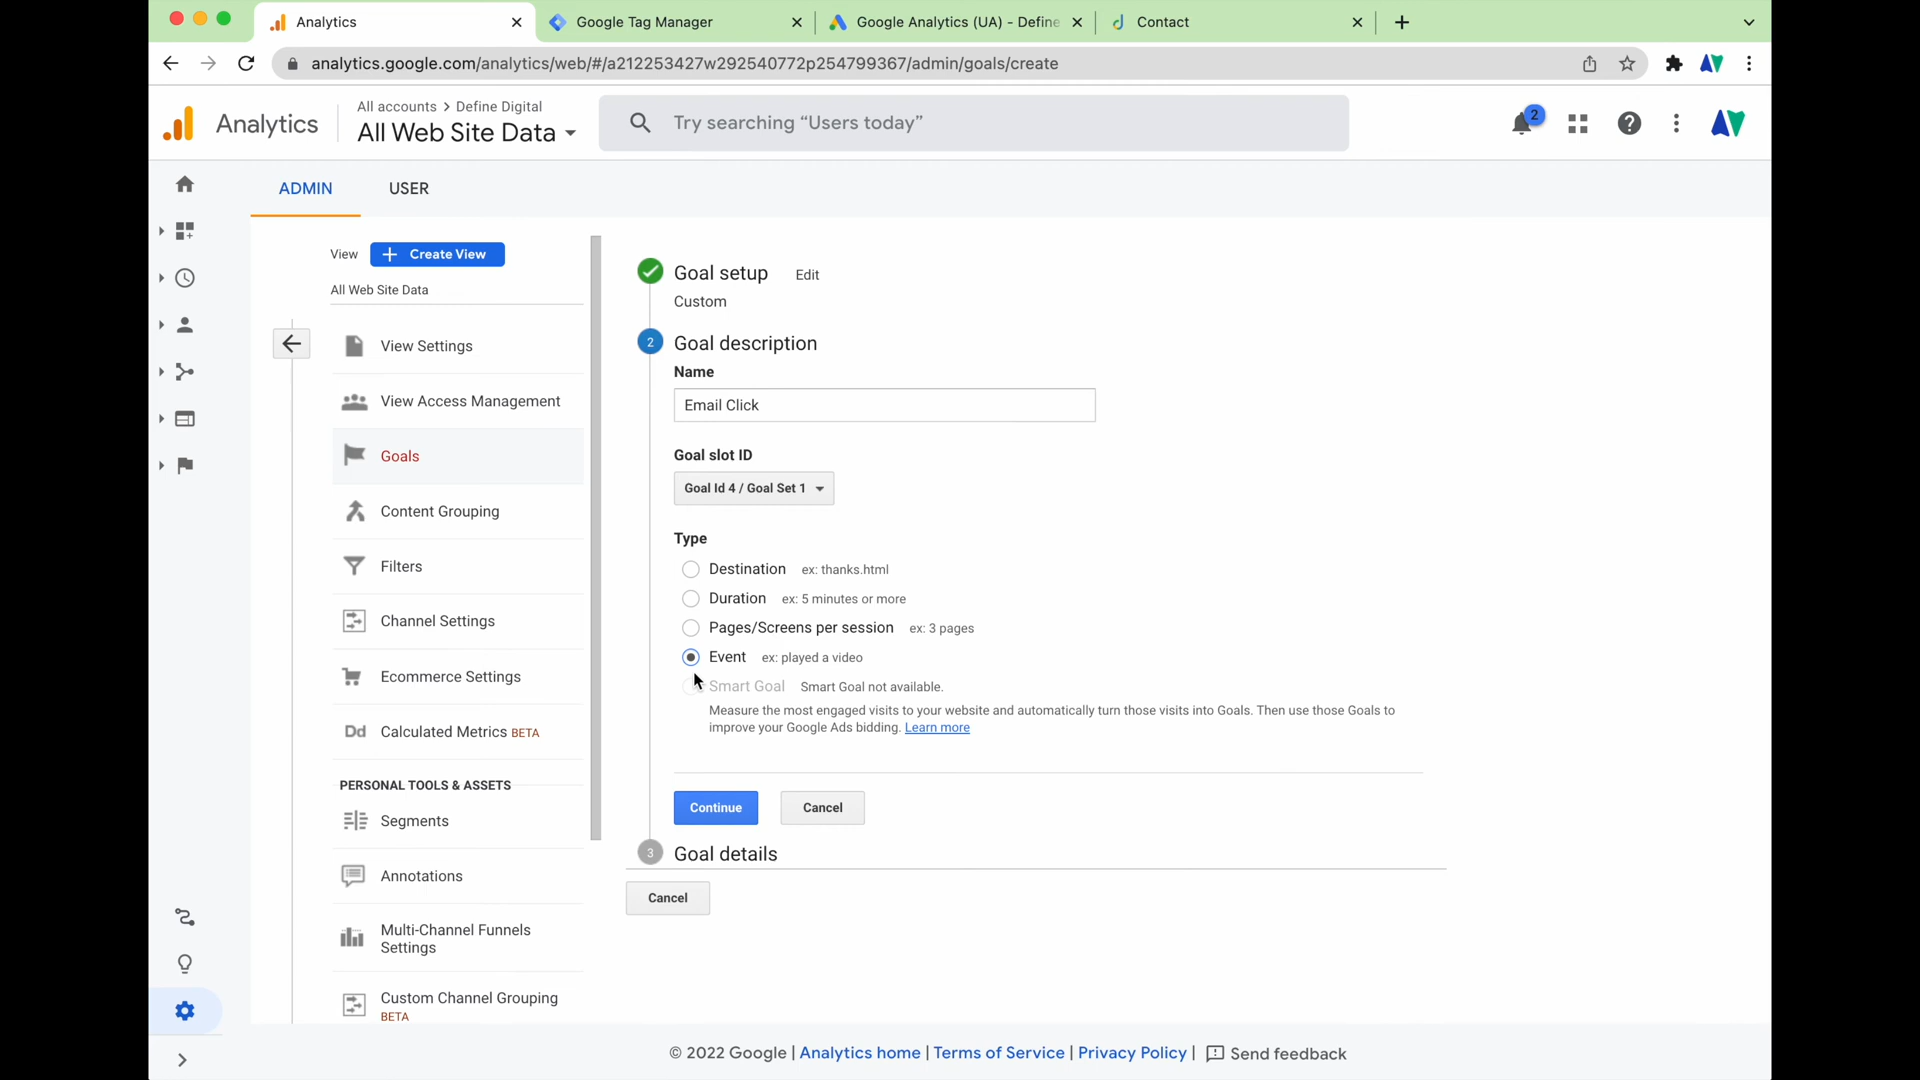 Analytics
Google Tag Manager
Google Analytics (UA) - Define
Contact
analytics.google.com/analytics/web/#/a212253427w292540772p254799367/admin/goals/create
Analytics
All accounts > Define Digital
All Web Site Data
Try searching “Users today”
2
ADMIN
USER
View
Create View
All Web Site Data
View Settings
View Access Management
Goals
Content Grouping
Filters
Channel Settings
Ecommerce Settings
Dd Calculated Metrics BETA
PERSONAL TOOLS & ASSETS
Segments
Annotations
Multi-Channel Funnels
Settings
Custom Channel Grouping
BETA
Goal setup Edit
Custom
2 Goal description
Name
Email Click
Goal slot ID
Goal Id 4 / Goal Set 1
Type
Destination ex: thanks.html
Duration ex: 5 minutes or more
Pages/Screens per session ex: 3 pages
Event ex: played a video
Smart Goal Smart Goal not available.
Measure the most engaged visits to your website and automatically turn those visits into Goals. Then use those Goals to
improve your Google Ads bidding. Learn more
Continue
Cancel
3 Goal details
Cancel
© 2022 Google | Analytics home | Terms of Service | Privacy Policy | Send feedback